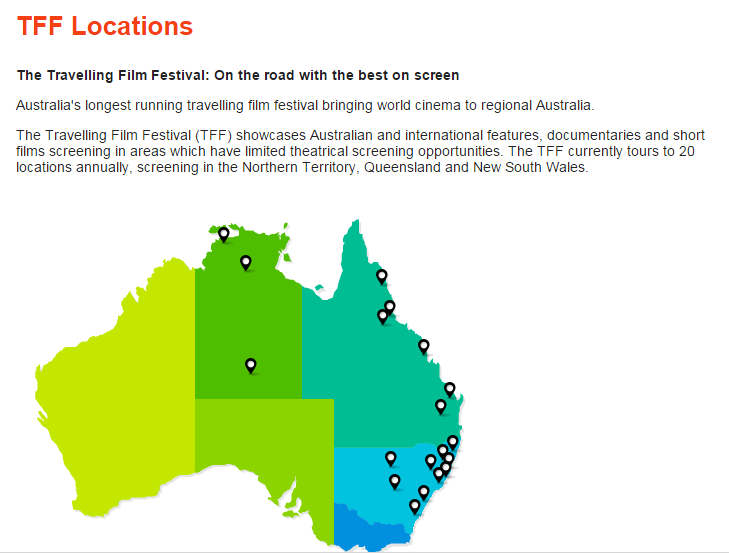 TFF Locations
The Travelling Film Festival: On the road with the best on screen
Australia's longest running travelling film festival bringing world cinema to regional Australia.
The Travelling Film Festival (TFF) showcases Australian and international features, documentaries and short
films screening in areas which have limited theatrical screening opportunities. The TFF currently tours to 20
locations annually, screening in the Northern Territory, Queensland and New South Wales.